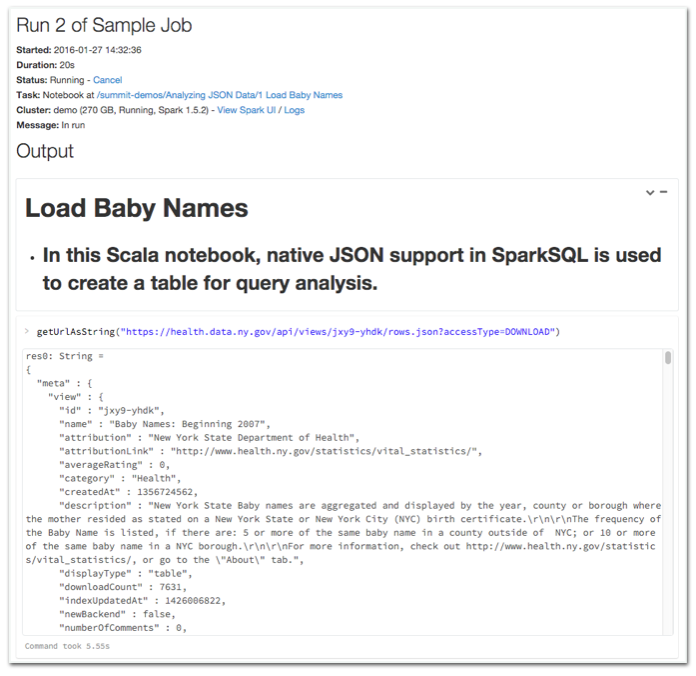 Run 2 of Sample Job
Started: 2016-01-27 14:32:36
Duration: 20s
Status: Running - Cancel
Task: Notebook at /summit-demos/Analyzing JSON Data/1 Load Baby Names
Cluster: demo (270 GB, Running, Spark 1.5.2) - View Spark UI / Logs
Message: In run
Output
Load Baby Names
• In this Scala notebook, native JSON support in SparkSQL is used
to create a table for query analysis.
> getUrlAsString("https://health.data.ny.gov/api/views/jxy9-yhdk/rows.json?accessType=DOWNLOAD")
res0: String =
{
  "meta" : {
    "view" : {
      "id" : "jxy9-yhdk",
      "name" : "Baby Names: Beginning 2007",
      "attribution" : "New York State Department of Health",
      "attributionLink" : "http://www.health.ny.gov/statistics/vital_statistics/",
      "averageRating" : 0,
      "category" : "Health",
      "createdAt" : 1356724562,
      "description" : "New York State Baby names are aggregated and displayed by the year, county or borough where
the mother resided as stated on a New York State or New York City (NYC) birth certificate.\r\n\r\nThe frequency of
the Baby Name is listed, if there are: 5 or more of the same baby name in a county outside of  NYC; or 10 or more
of the same baby name in a NYC borough.\r\n\r\nFor more information, check out http://www.health.ny.gov/statistic
s/vital_statistics/, or go to the \"About\" tab.",
      "displayType" : "table",
      "downloadCount" : 7631,
      "indexUpdatedAt" : 1426006822,
      "newBackend" : false,
      "numberOfComments" : 0,
Command took 5.55s